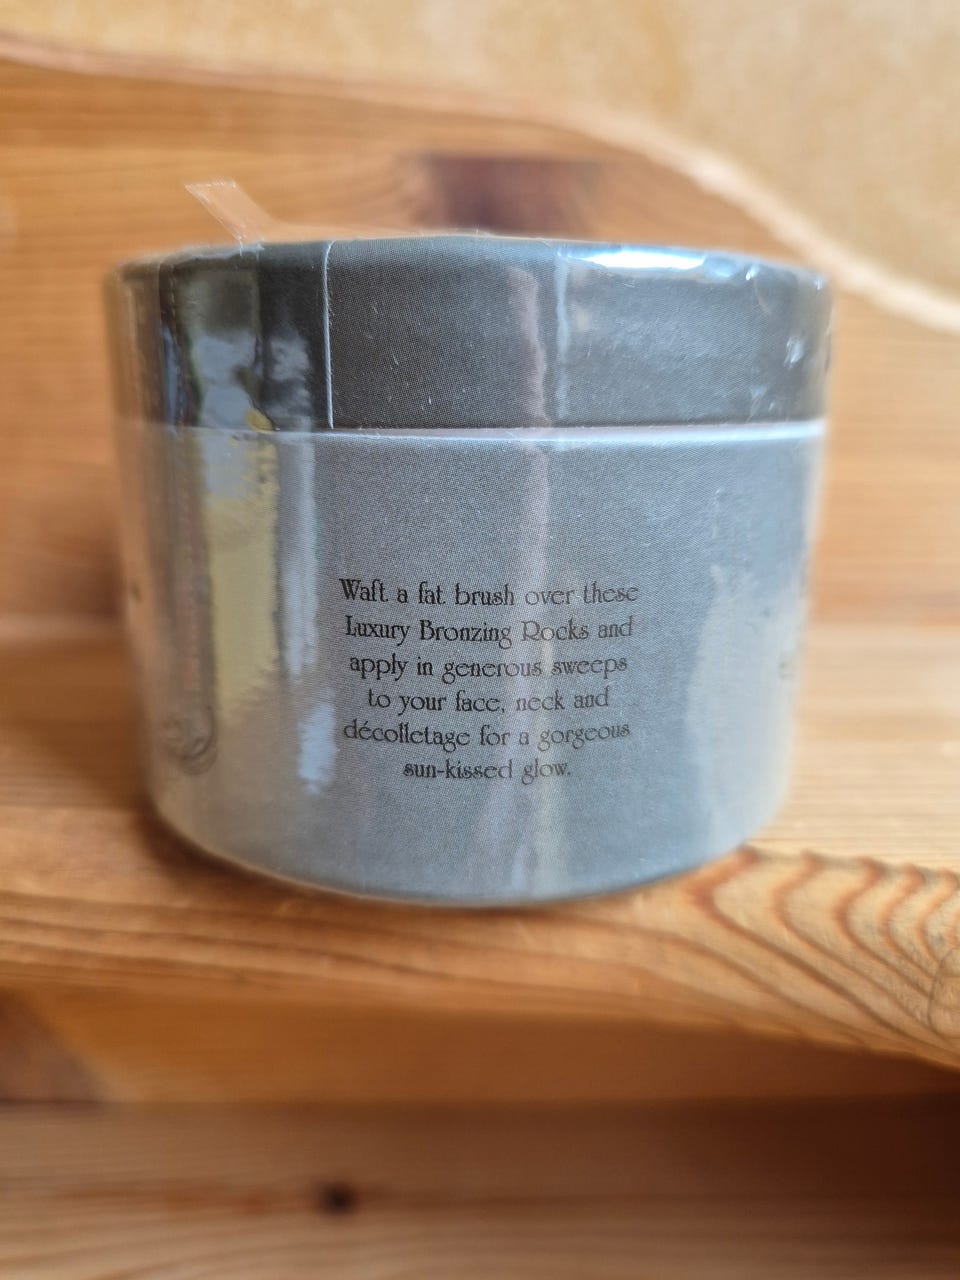 Waft a fat brush over these
Luxury Bronzing Rocks and
apply in generous sweeps
to your face, neck and
décolletage for a gorgeous
sun-kissed glow.